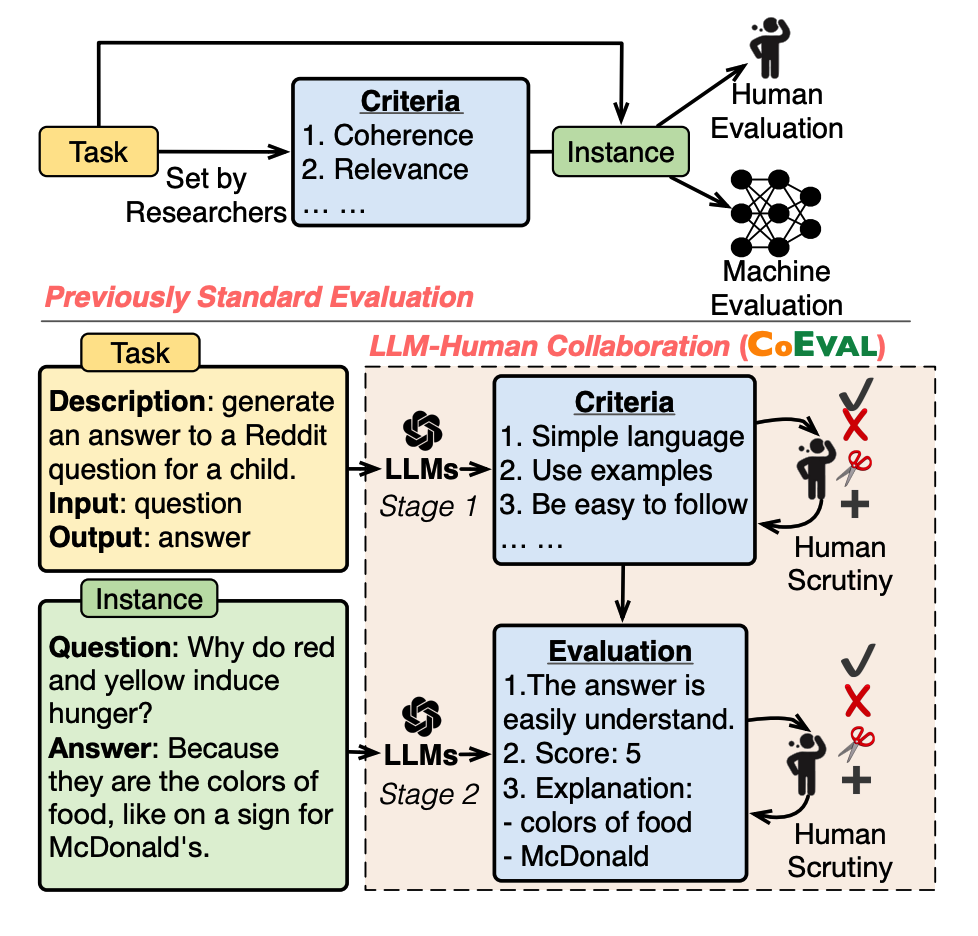 Human
Evaluation
Criteria
1. Coherence
2. Relevance
... ...
Task
Instance
Set by
Researchers
Machine
Evaluation
Previously Standard Evaluation
LLM-Human Collaboration (COEVAL)
Task
Description: generate
an answer to a Reddit
question for a child.
Input: question
Output: answer
LLMs
Stage 1
Criteria
1. Simple language
2. Use examples
3. Be easy to follow
... ...
Human
Scrutiny
Instance
Question: Why do red
and yellow induce
hunger?
Answer: Because
they are the colors of
food, like on a sign for
McDonald's.
LLMs
Stage 2
Evaluation
1.The answer is
easily understand.
2. Score: 5
3. Explanation:
- colors of food
- McDonald
Human
Scrutiny